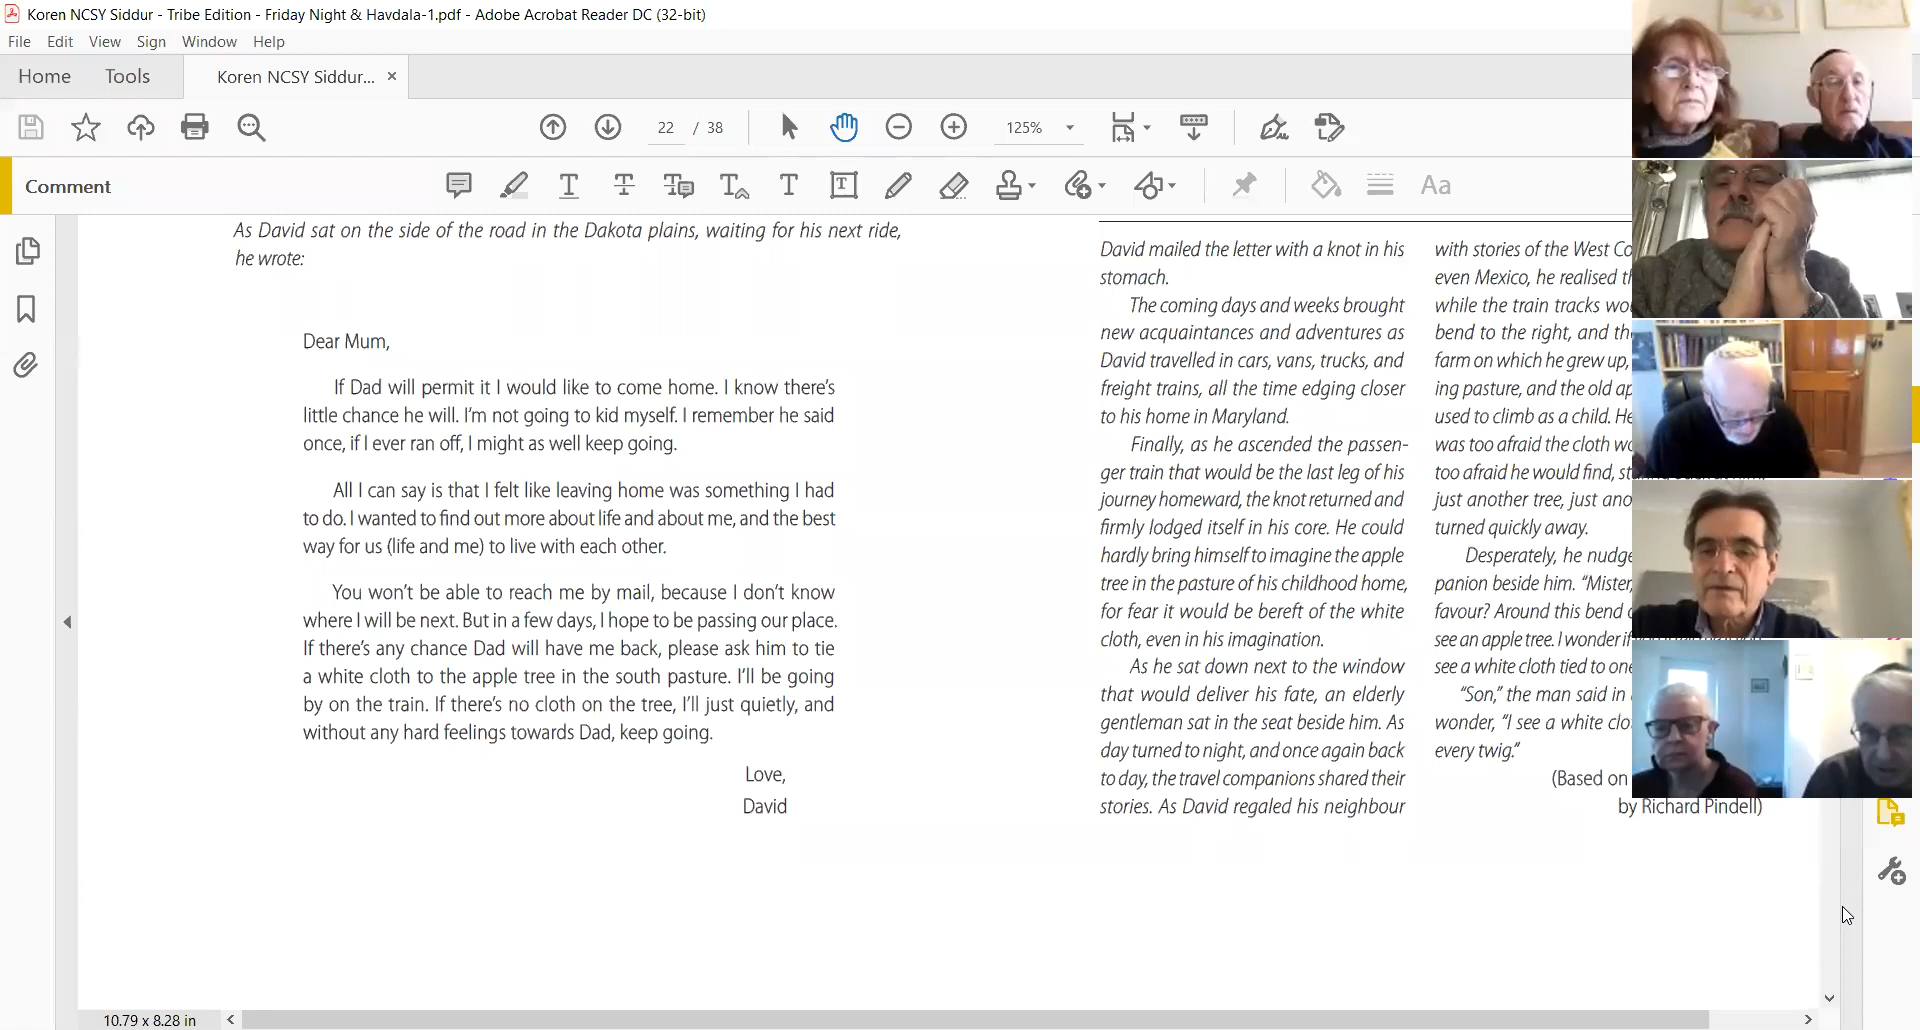 Koren NCSY Siddur - Tribe Edition - Friday Night & Havdala-1.pdf - Adobe Acrobat Reader DC (32-bit)
File Edit View Sign Window Help
Home Tools Koren NCSY Siddur... ×
22 / 38 125%
Comment
Aa
As David sat on the side of the road in the Dakota plains, waiting for his next ride,
he wrote:
Dear Mum,
If Dad will permit it I would like to come home. I know there's
little chance he will. I'm not going to kid myself. I remember he said
once, if I ever ran off, I might as well keep going.
All I can say is that I felt like leaving home was something I had
to do. I wanted to find out more about life and about me, and the best
way for us (life and me) to live with each other.
You won't be able to reach me by mail, because I don't know
where I will be next. But in a few days, I hope to be passing our place.
If there's any chance Dad will have me back, please ask him to tie
a white cloth to the apple tree in the south pasture. I'll be going
by on the train. If there's no cloth on the tree, I'll just quietly, and
without any hard feelings towards Dad, keep going.
Love,
David
David mailed the letter with a knot in his
stomach.
The coming days and weeks brought
new acquaintances and adventures as
David travelled in cars, vans, trucks, and
freight trains, all the time edging closer
to his home in Maryland.
Finally, as he ascended the passen-
ger train that would be the last leg of his
journey homeward, the knot returned and
firmly lodged itself in his core. He could
hardly bring himself to imagine the apple
tree in the pasture of his childhood home,
for fear it would be bereft of the white
cloth, even in his imagination.
As he sat down next to the window
that would deliver his fate, an elderly
gentleman sat in the seat beside him. As
day turned to night, and once again back
to day, the travel companions shared their
stories. As David regaled his neighbour
with stories of the West
even Mexico, he realised
while the train tracks
bend to the right, and
farm on which he grew up,
ing pasture, and the old
used to climb as a child.
was too afraid the cloth
too afraid he would find,
just another tree, just
turned quickly away.
Desperately, he
panion beside him. "Mister,
favour? Around this bend
see an apple tree. I wonder
see a white cloth tied to
"Son," the man said in
wonder, "I see a white
every twig."
(Based on
by Richard Pindell)
10.79 x 8.28 in